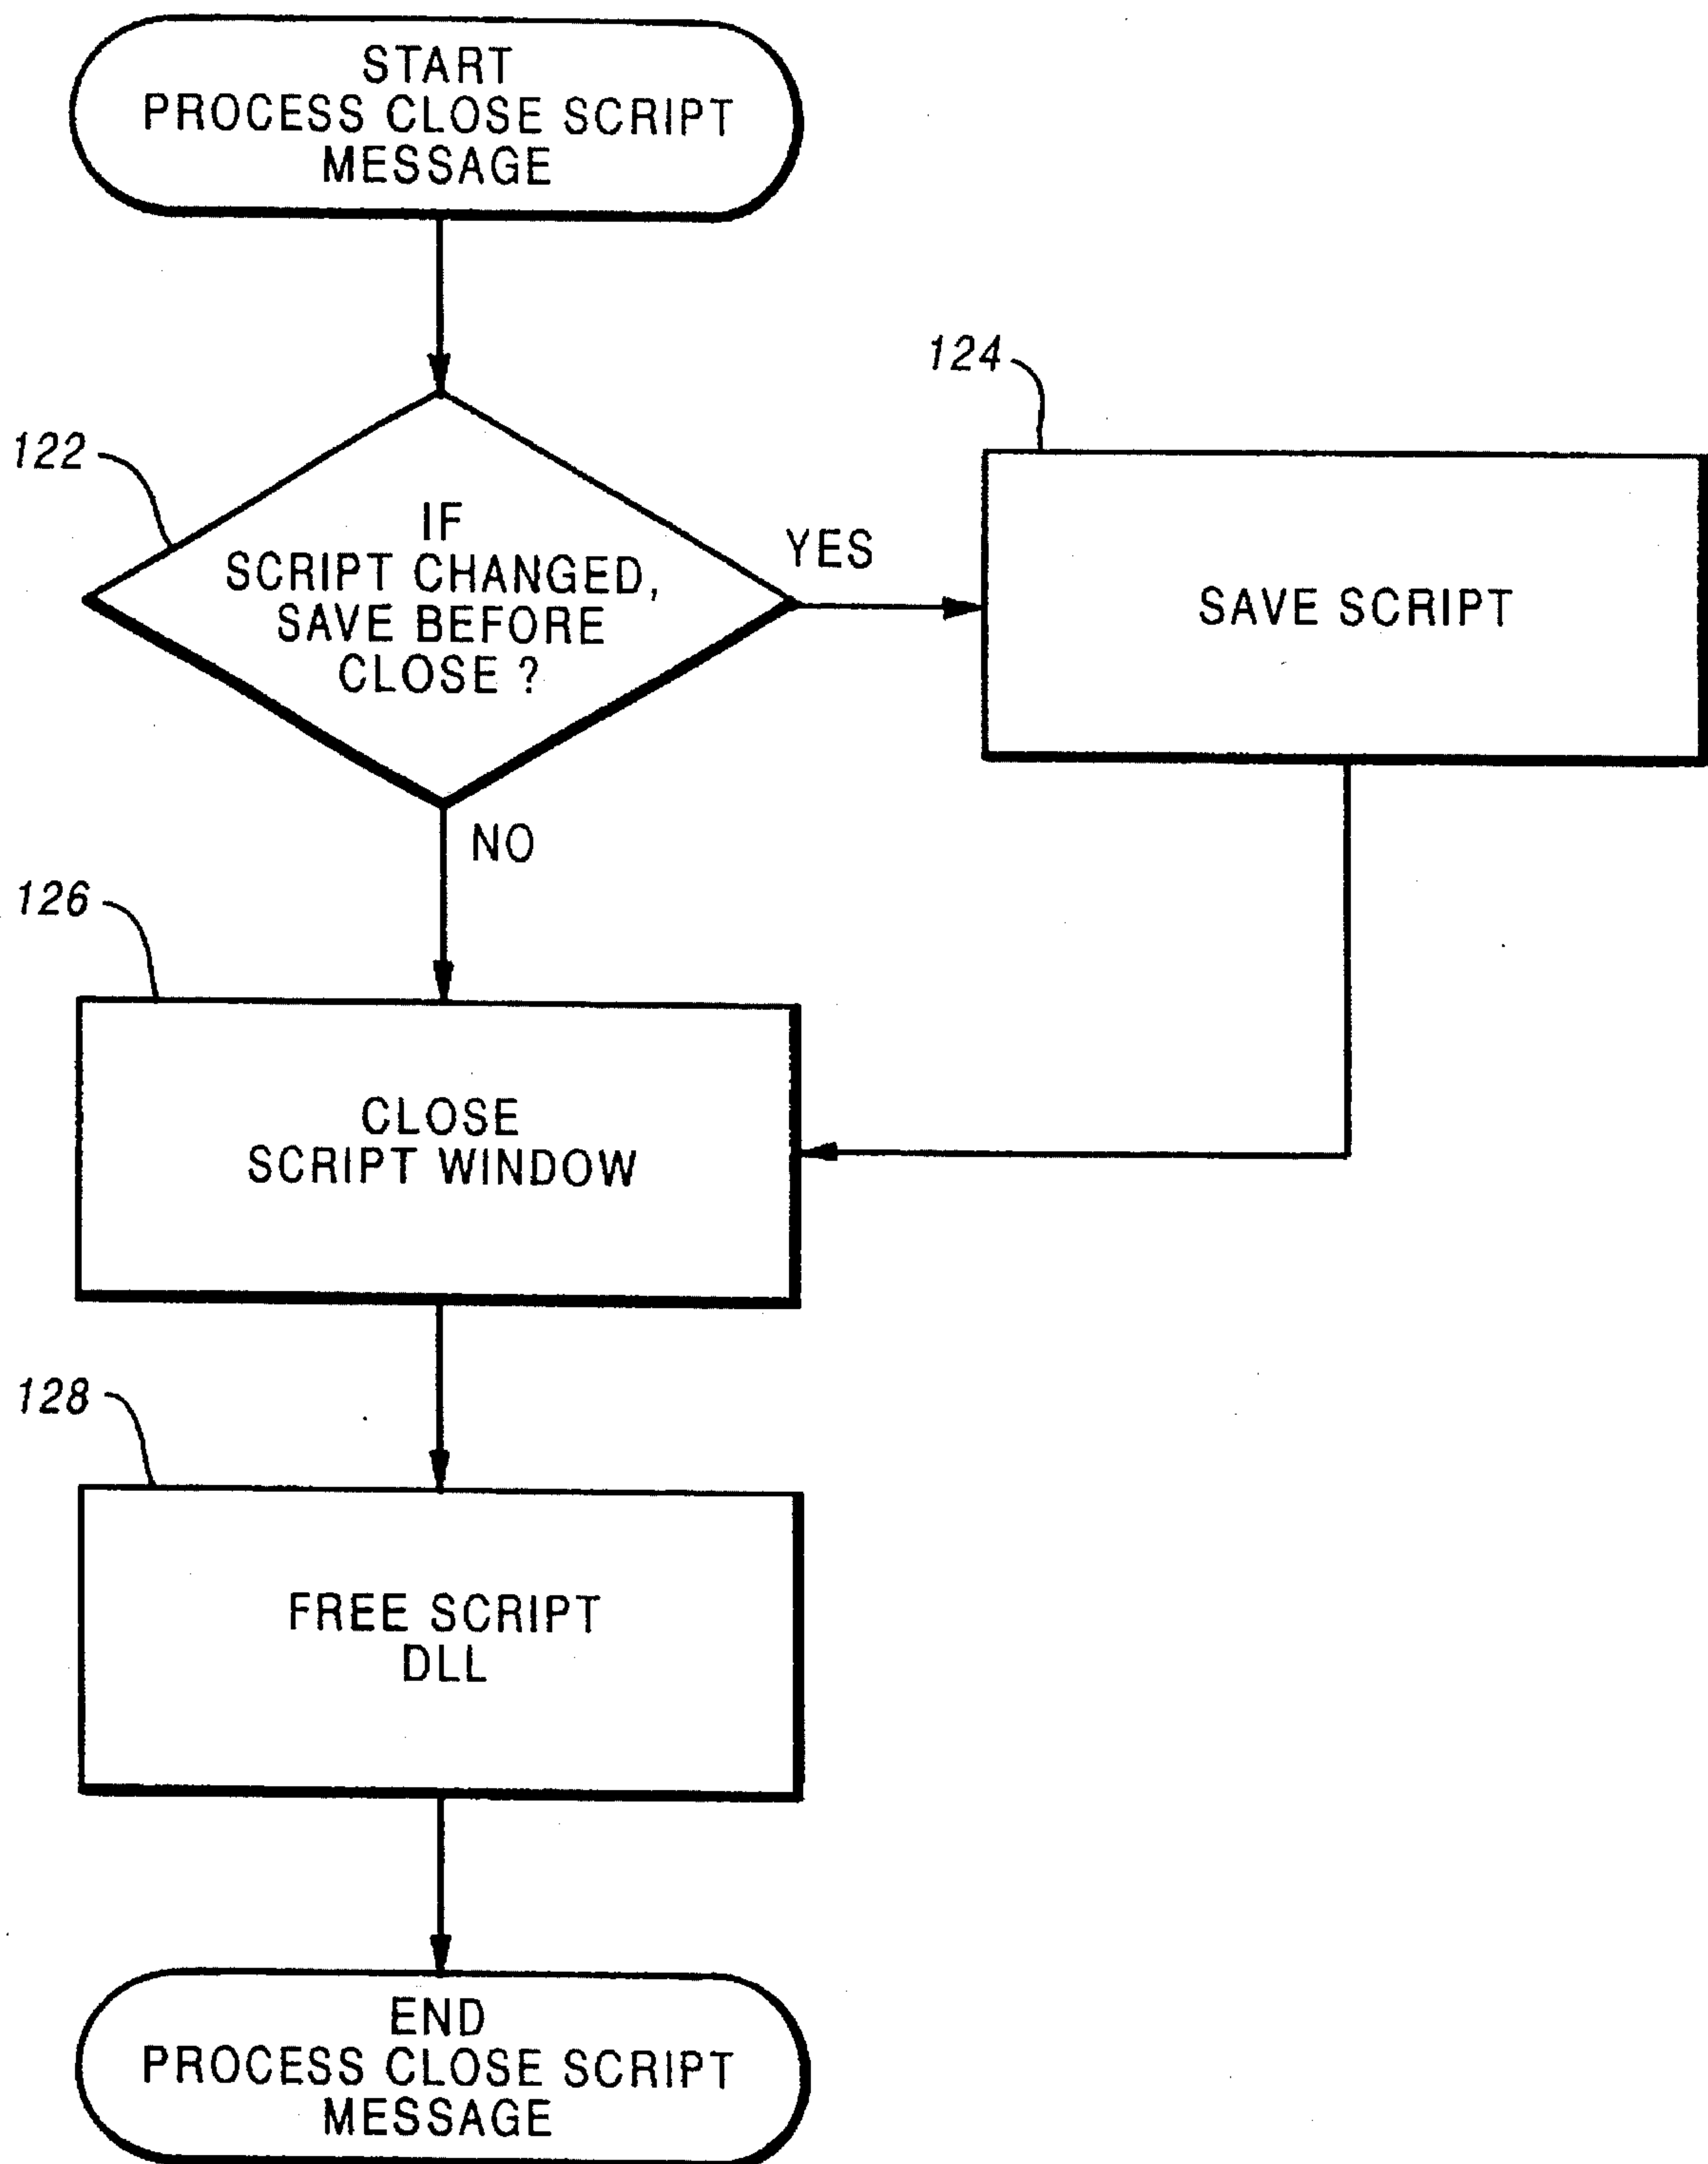 START
PROCESS CLOSE SCRIPT
MESSAGE
122
IF
SCRIPT CHANGED,
SAVE BEFORE
CLOSE ?
YES
124
SAVE SCRIPT
NO
126
CLOSE
SCRIPT WINDOW
128
FREE SCRIPT
DLL
END
PROCESS CLOSE SCRIPT
MESSAGE